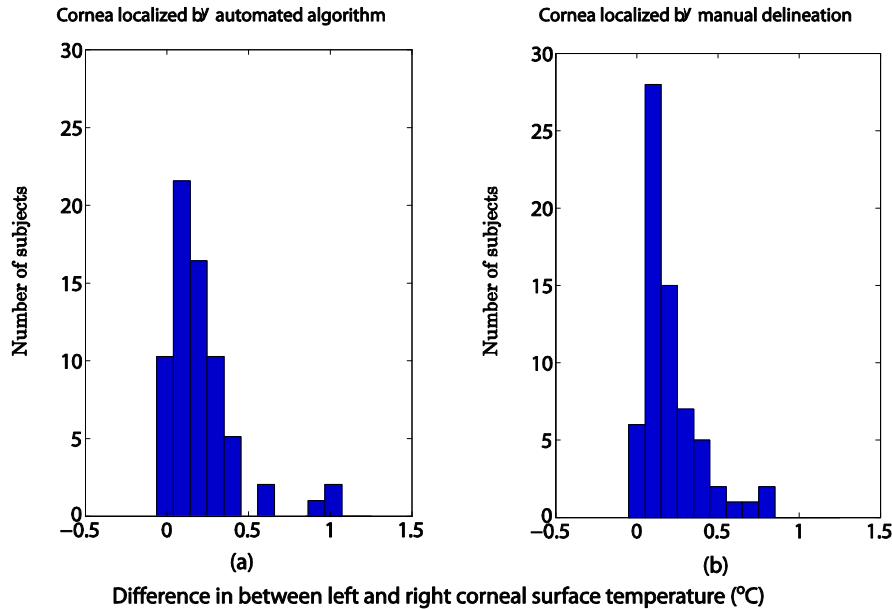 Cornea localized by automated algorithm
Cornea localized by manual delineation
30
25
20
15
10
5
0
−0.5 0 0.5 1 1.5
Number of subjects
(a)
30
25
20
15
10
5
0
−0.5 0 0.5 1 1.5
Number of subjects
(b)
Difference in between left and right corneal surface temperature (°C)